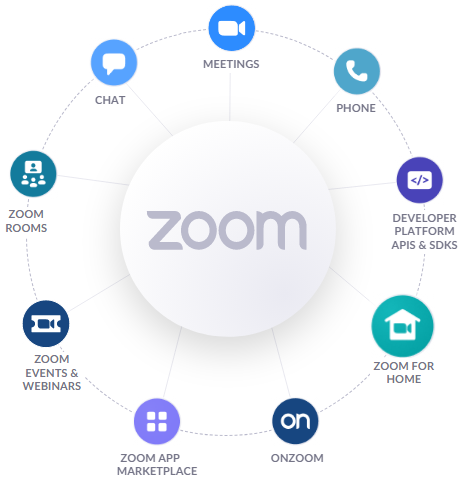 MEETINGS
CHAT
PHONE
zoom
ZOOM
ROOMS
</>
DEVELOPER
PLATFORM
APIS & SDKS
ZOOM
EVENTS &
WEBINARS
ZOOM FOR
HOME
on
ZOOM APP
MARKETPLACE
ONZOOM